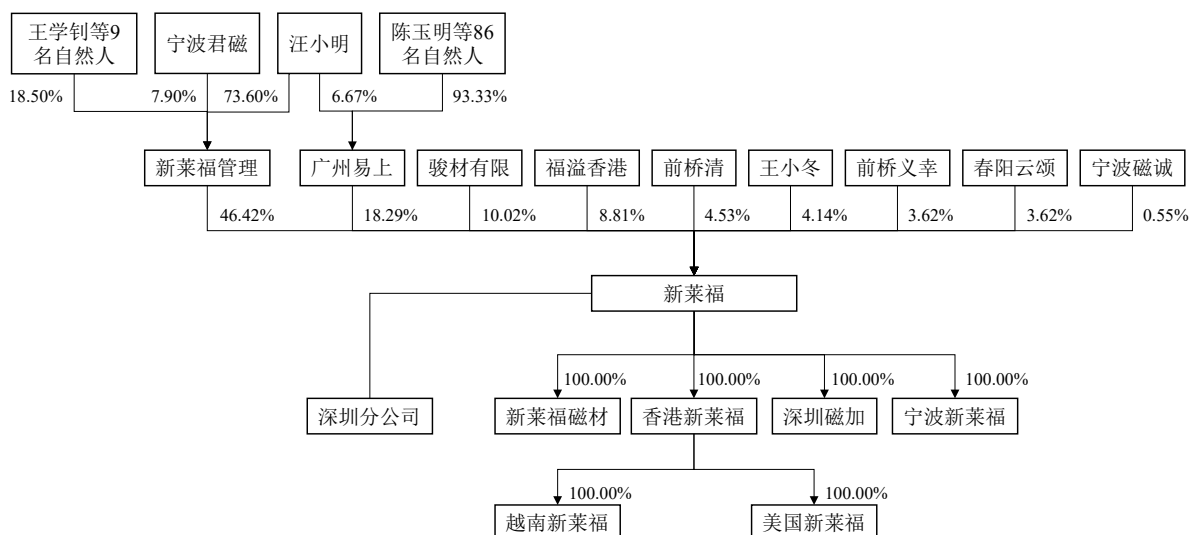 王学钊等9
名自然人
宁波君磁
汪小明
陈玉明等86
名自然人
18.50%
7.90%
73.60%
6.67%
93.33%
新莱福管理
广州易上
骏材有限
福溢香港
前桥清
王小冬
前桥义幸
春阳云颂
宁波磁诚
46.42%
18.29%
10.02%
8.81%
4.53%
4.14%
3.62%
3.62%
0.55%
新莱福
100.00%
100.00%
100.00%
100.00%
深圳分公司
新莱福磁材
香港新莱福
深圳磁加
宁波新莱福
100.00%
100.00%
越南新莱福
美国新莱福